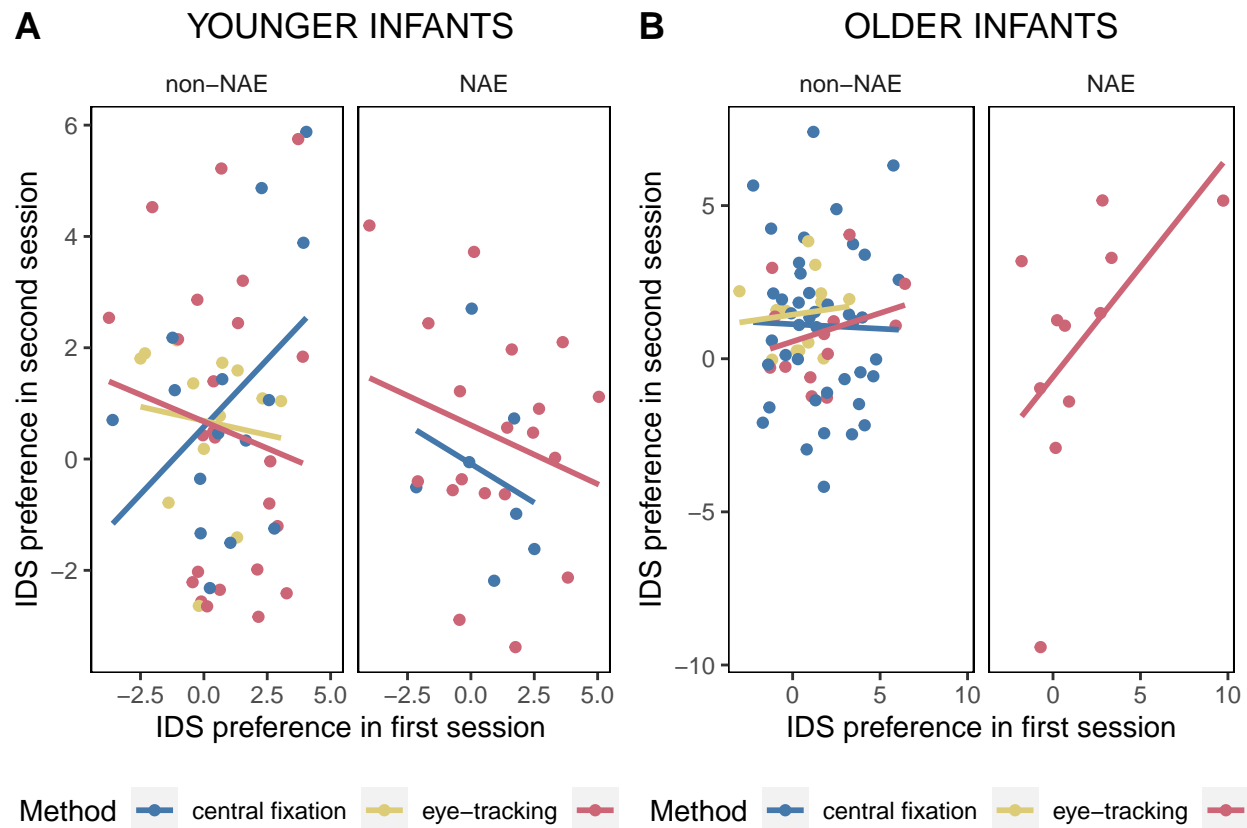 A YOUNGER INFANTS
B OLDER INFANTS
non−NAE NAE
non−NAE NAE
IDS preference in second session
6
4
2
0
−2
−2.5 0.0 2.5 5.0
−2.5 0.0 2.5 5.0
IDS preference in first session
IDS preference in second session
5
0
−5
−10
0 5 10
0 5 10
IDS preference in first session
Method central fixation eye−tracking
Method central fixation eye−tracking